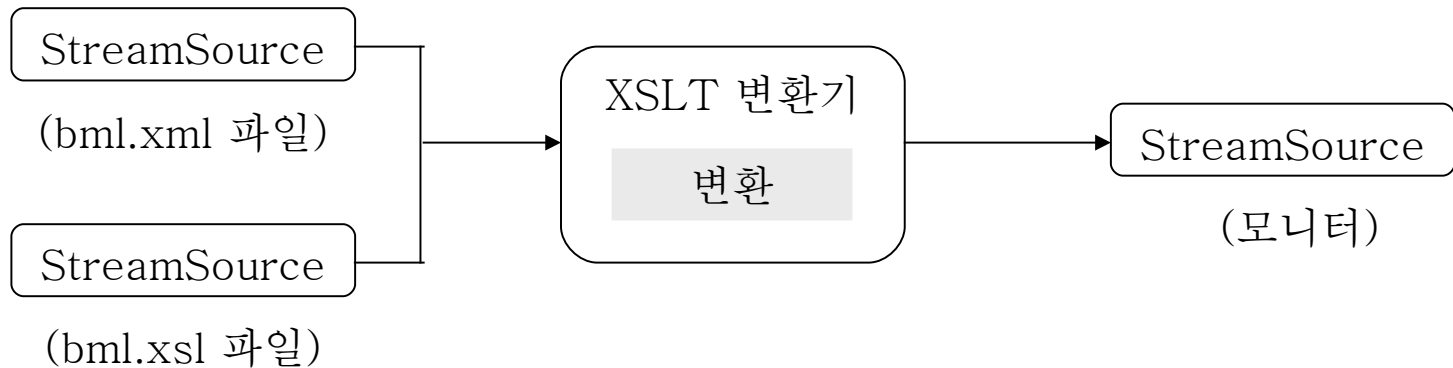 StreamSource
(bml.xml 파일)
StreamSource
(bml.xsl 파일)
XSLT 변환기
변환
StreamSource
(모니터)